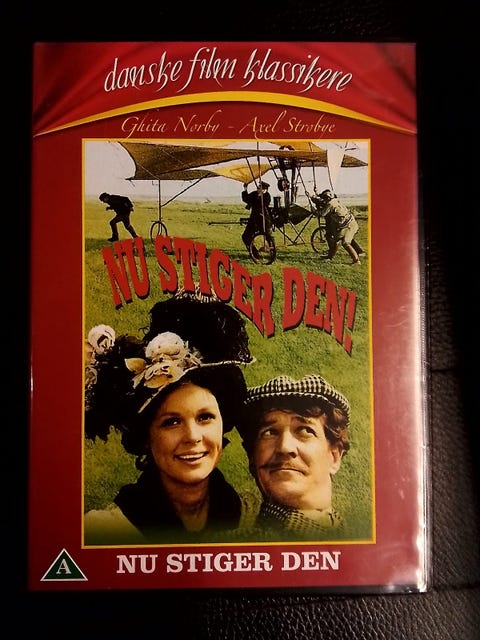 danske film klassikere
Ghita Nørby - Axel Strøbye
NU STIGER DEN!
A
NU STIGER DEN